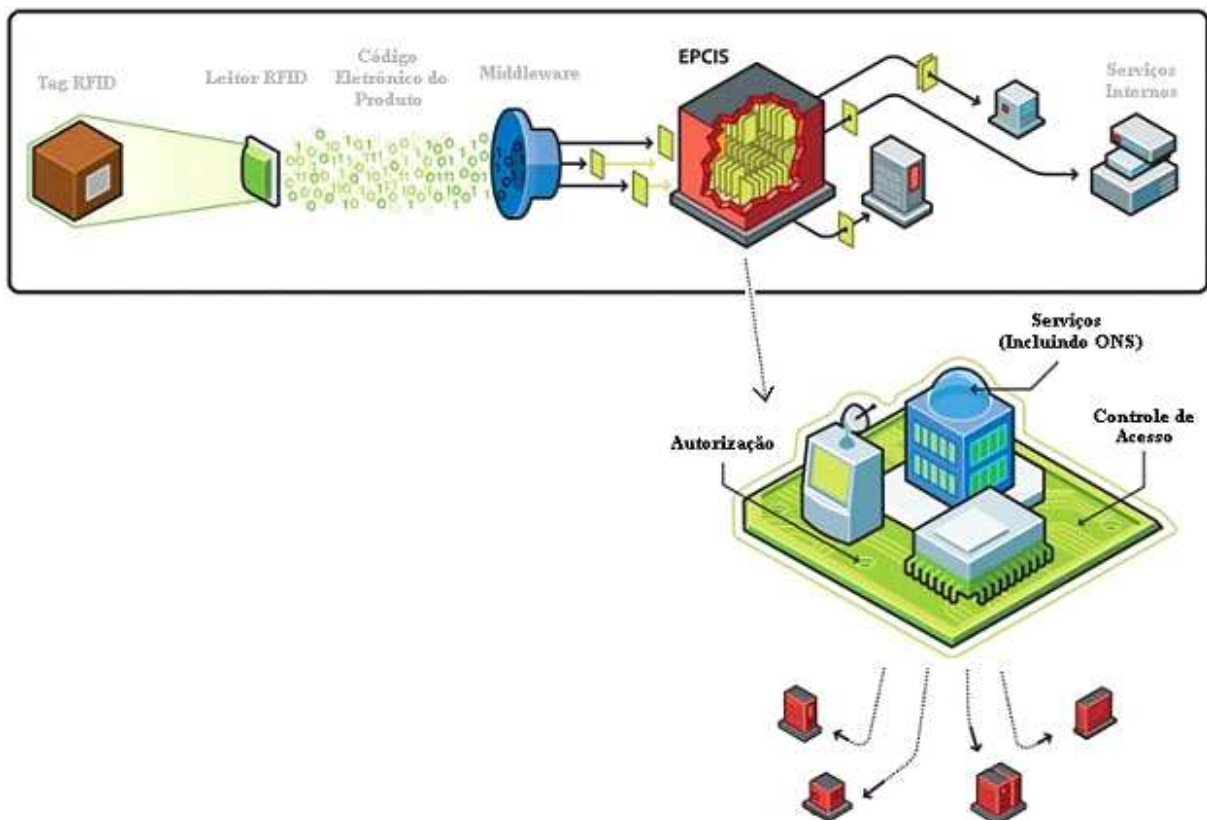 Tag RFID
Leitor RFID
Código
Eletrônico do
Produto
Middleware
EPCIS
Serviços
Internos
Serviços
(Incluindo ONS)
Autorização
Controle de
Acesso